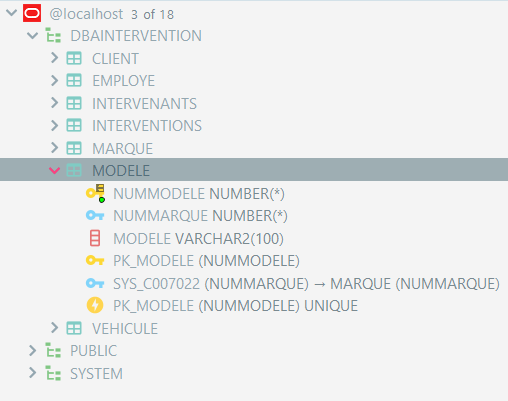 @localhost 3 of 18
DBAINTERVENTION
CLIENT
EMPLOYE
INTERVENANTS
INTERVENTIONS
MARQUE
MODELE
NUMMODELE NUMBER(*)
NUMMARQUE NUMBER(*)
MODELE VARCHAR2(100)
PK_MODELE (NUMMODELE)
SYS_C007022 (NUMMARQUE) → MARQUE (NUMMARQUE)
PK_MODELE (NUMMODELE) UNIQUE
VEHICULE
PUBLIC
SYSTEM